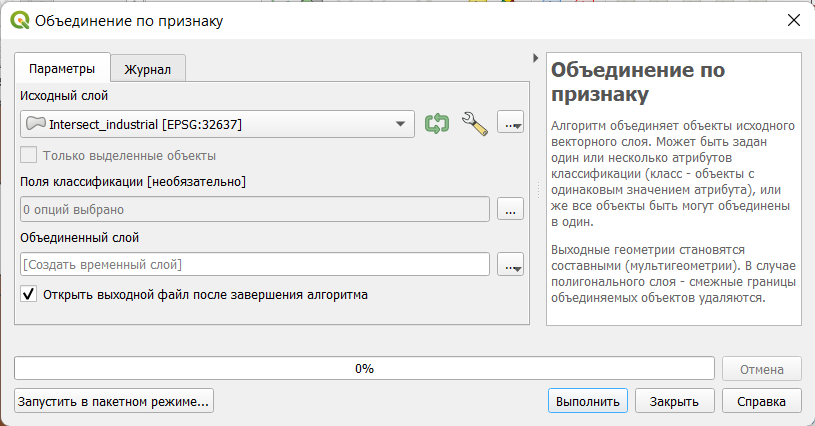 Объединение по признаку
Параметры
Журнал
Исходный слой
Intersect_industrial [EPSG:32637]
...
Только выделенные объекты
Поля классификации [необязательно]
0 опций выбрано
...
Объединенный слой
[Создать временный слой]
...
Открыть выходной файл после завершения алгоритма
Объединение по
признаку
Алгоритм объединяет объекты исходного
векторного слоя. Может быть задан
один или несколько атрибутов
классификации (класс - объекты с
одинаковым значением атрибута), или
же все объекты быть могут объединены
в один.
Выходные геометрии становятся
составными (мультигеометрии). В случае
полигонального слоя - смежные границы
объединяемых объектов удаляются.
0%
Отмена
Запустить в пакетном режиме...
Выполнить
Закрыть
Справка